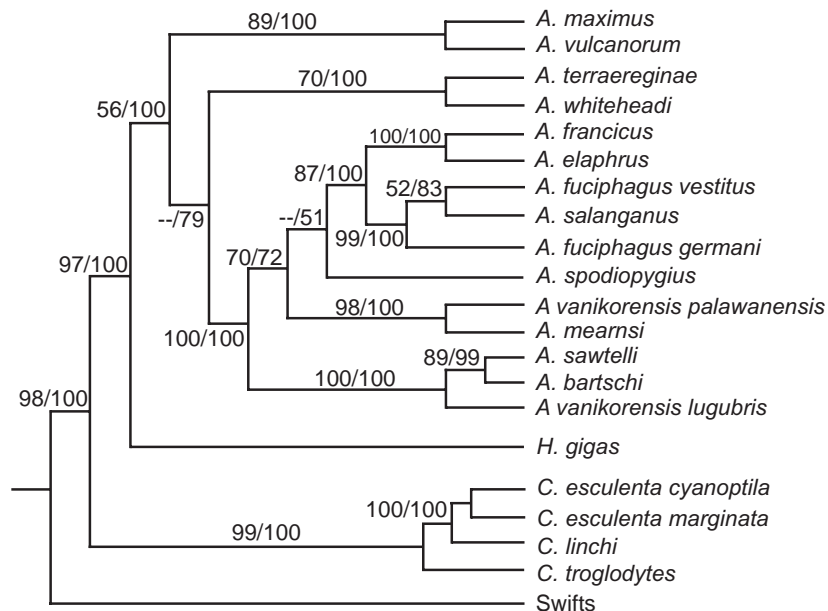 89/100
A. maximus
A. vulcanorum
70/100
A. terraereginae
A. whiteheadi
56/100
100/100
A. francicus
A. elaphrus
87/100
52/83
A. fuciphagus vestitus
A. salanganus
--/79
--/51
99/100
A. fuciphagus germani
97/100
70/72
A. spodiopygius
98/100
A vanikorensis palawanensis
A. mearnsi
100/100
89/99
A. sawtelli
A. bartschi
100/100
A vanikorensis lugubris
98/100
H. gigas
C. esculenta cyanoptila
100/100
C. esculenta marginata
99/100
C. linchi
C. troglodytes
Swifts